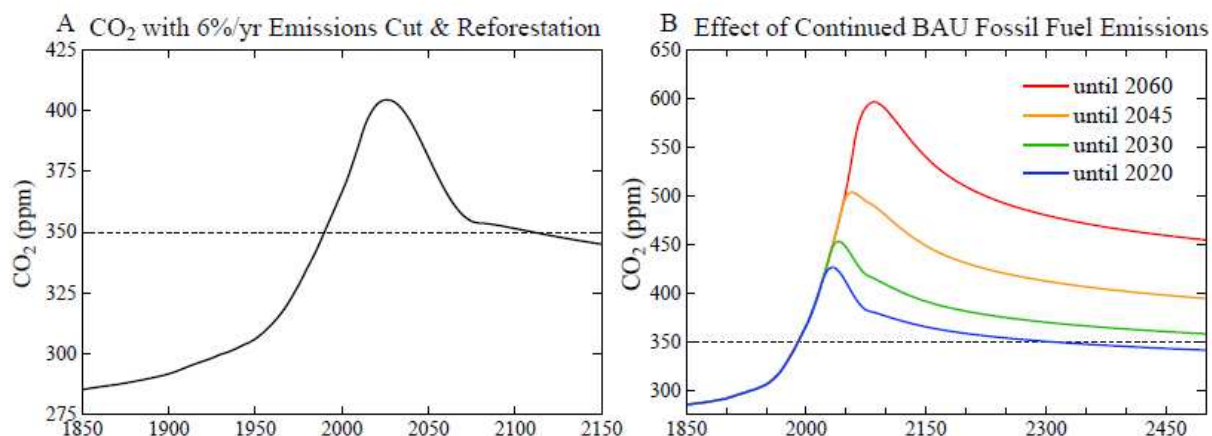 A CO₂ with 6%/yr Emissions Cut & Reforestation
425
400
375
350
325
300
275
CO₂ (ppm)
1850 1900 1950 2000 2050 2100 2150
B Effect of Continued BAU Fossil Fuel Emissions
650
600
550
500
450
400
350
300
CO₂ (ppm)
until 2060
until 2045
until 2030
until 2020
1850 2000 2150 2300 2450